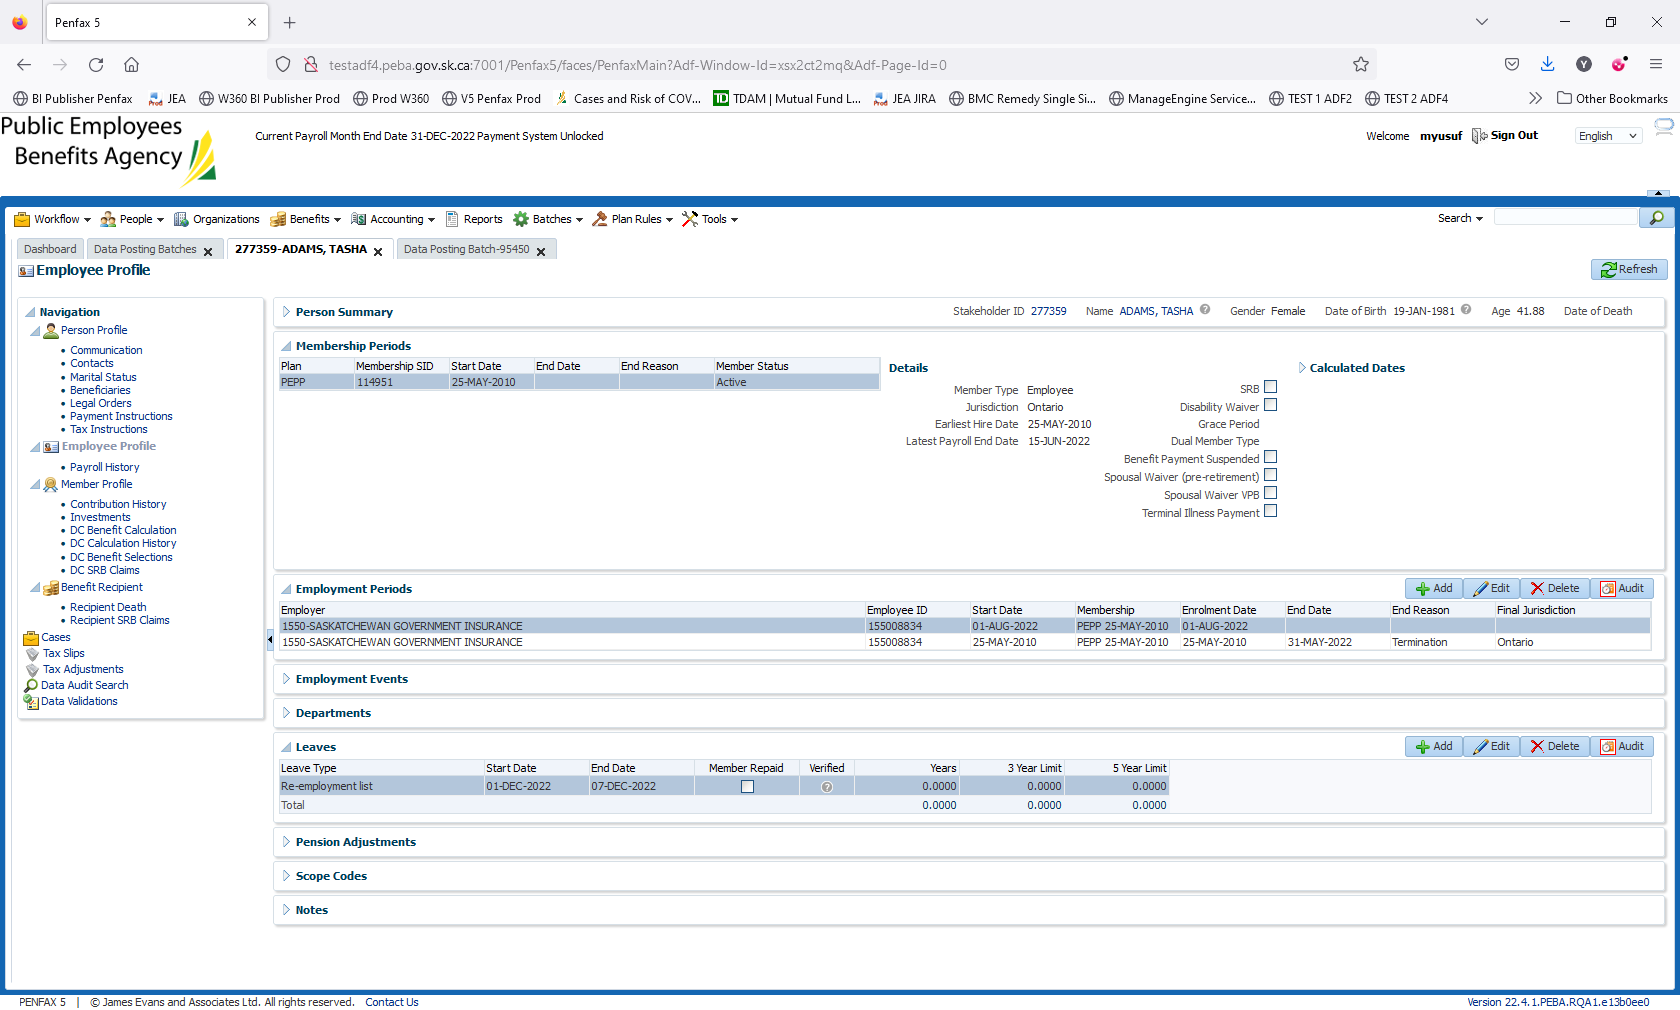 Penfax 5
testadf4.peba.gov.sk.ca:7001/Penfax5/faces/PenfaxMain?Adf-Window-Id=xsx2ct2mq&Adf-Page-Id=0
BI Publisher Penfax JEA W360 BI Publisher Prod Prod W360 V5 Penfax Prod Cases and Risk of COV... TD TDAM | Mutual Fund L... JEA JIRA BMC Remedy Single Si... ManageEngine Service... TEST 1 ADF2 TEST 2 ADF4 Other Bookmarks
Public Employees
Benefits Agency
Current Payroll Month End Date 31-DEC-2022 Payment System Unlocked
Welcome myusuf Sign Out English
Workflow People Organizations Benefits Accounting Reports Batches Plan Rules Tools Search
Dashboard Data Posting Batches 277359-ADAMS, TASHA Data Posting Batch-95450
Employee Profile
Refresh
Navigation
Person Profile
Communication
Contacts
Marital Status
Beneficiaries
Legal Orders
Payment Instructions
Tax Instructions
Employee Profile
Payroll History
Member Profile
Contribution History
Investments
DC Benefit Calculation
DC Calculation History
DC Benefit Selections
DC SRB Claims
Benefit Recipient
Recipient Death
Recipient SRB Claims
Cases
Tax Slips
Tax Adjustments
Data Audit Search
Data Validations
Person Summary Stakeholder ID 277359 Name ADAMS, TASHA Gender Female Date of Birth 19-JAN-1981 Age 41.88 Date of Death
Membership Periods
Plan Membership SID Start Date End Date End Reason Member Status
PEPP 114951 25-MAY-2010 Active
Details
Member Type Employee
Jurisdiction Ontario
Earliest Hire Date 25-MAY-2010
Latest Payroll End Date 15-JUN-2022
SRB
Disability Waiver
Grace Period
Dual Member Type
Benefit Payment Suspended
Spousal Waiver (pre-retirement)
Spousal Waiver VPB
Terminal Illness Payment
Calculated Dates
Employment Periods Add Edit Delete Audit
Employer Employee ID Start Date Membership Enrolment Date End Date End Reason Final Jurisdiction
1550-SASKATCHEWAN GOVERNMENT INSURANCE 155008834 01-AUG-2022 PEPP 25-MAY-2010 01-AUG-2022
1550-SASKATCHEWAN GOVERNMENT INSURANCE 155008834 25-MAY-2010 PEPP 25-MAY-2010 25-MAY-2010 31-MAY-2022 Termination Ontario
Employment Events
Departments
Leaves Add Edit Delete Audit
Leave Type Start Date End Date Member Repaid Verified Years 3 Year Limit 5 Year Limit
Re-employment list 01-DEC-2022 07-DEC-2022 0.0000 0.0000 0.0000
Total 0.0000 0.0000 0.0000
Pension Adjustments
Scope Codes
Notes
PENFAX 5 | © James Evans and Associates Ltd. All rights reserved. Contact Us
Version 22.4.1.PEBA.RQA1.e13b0ee0